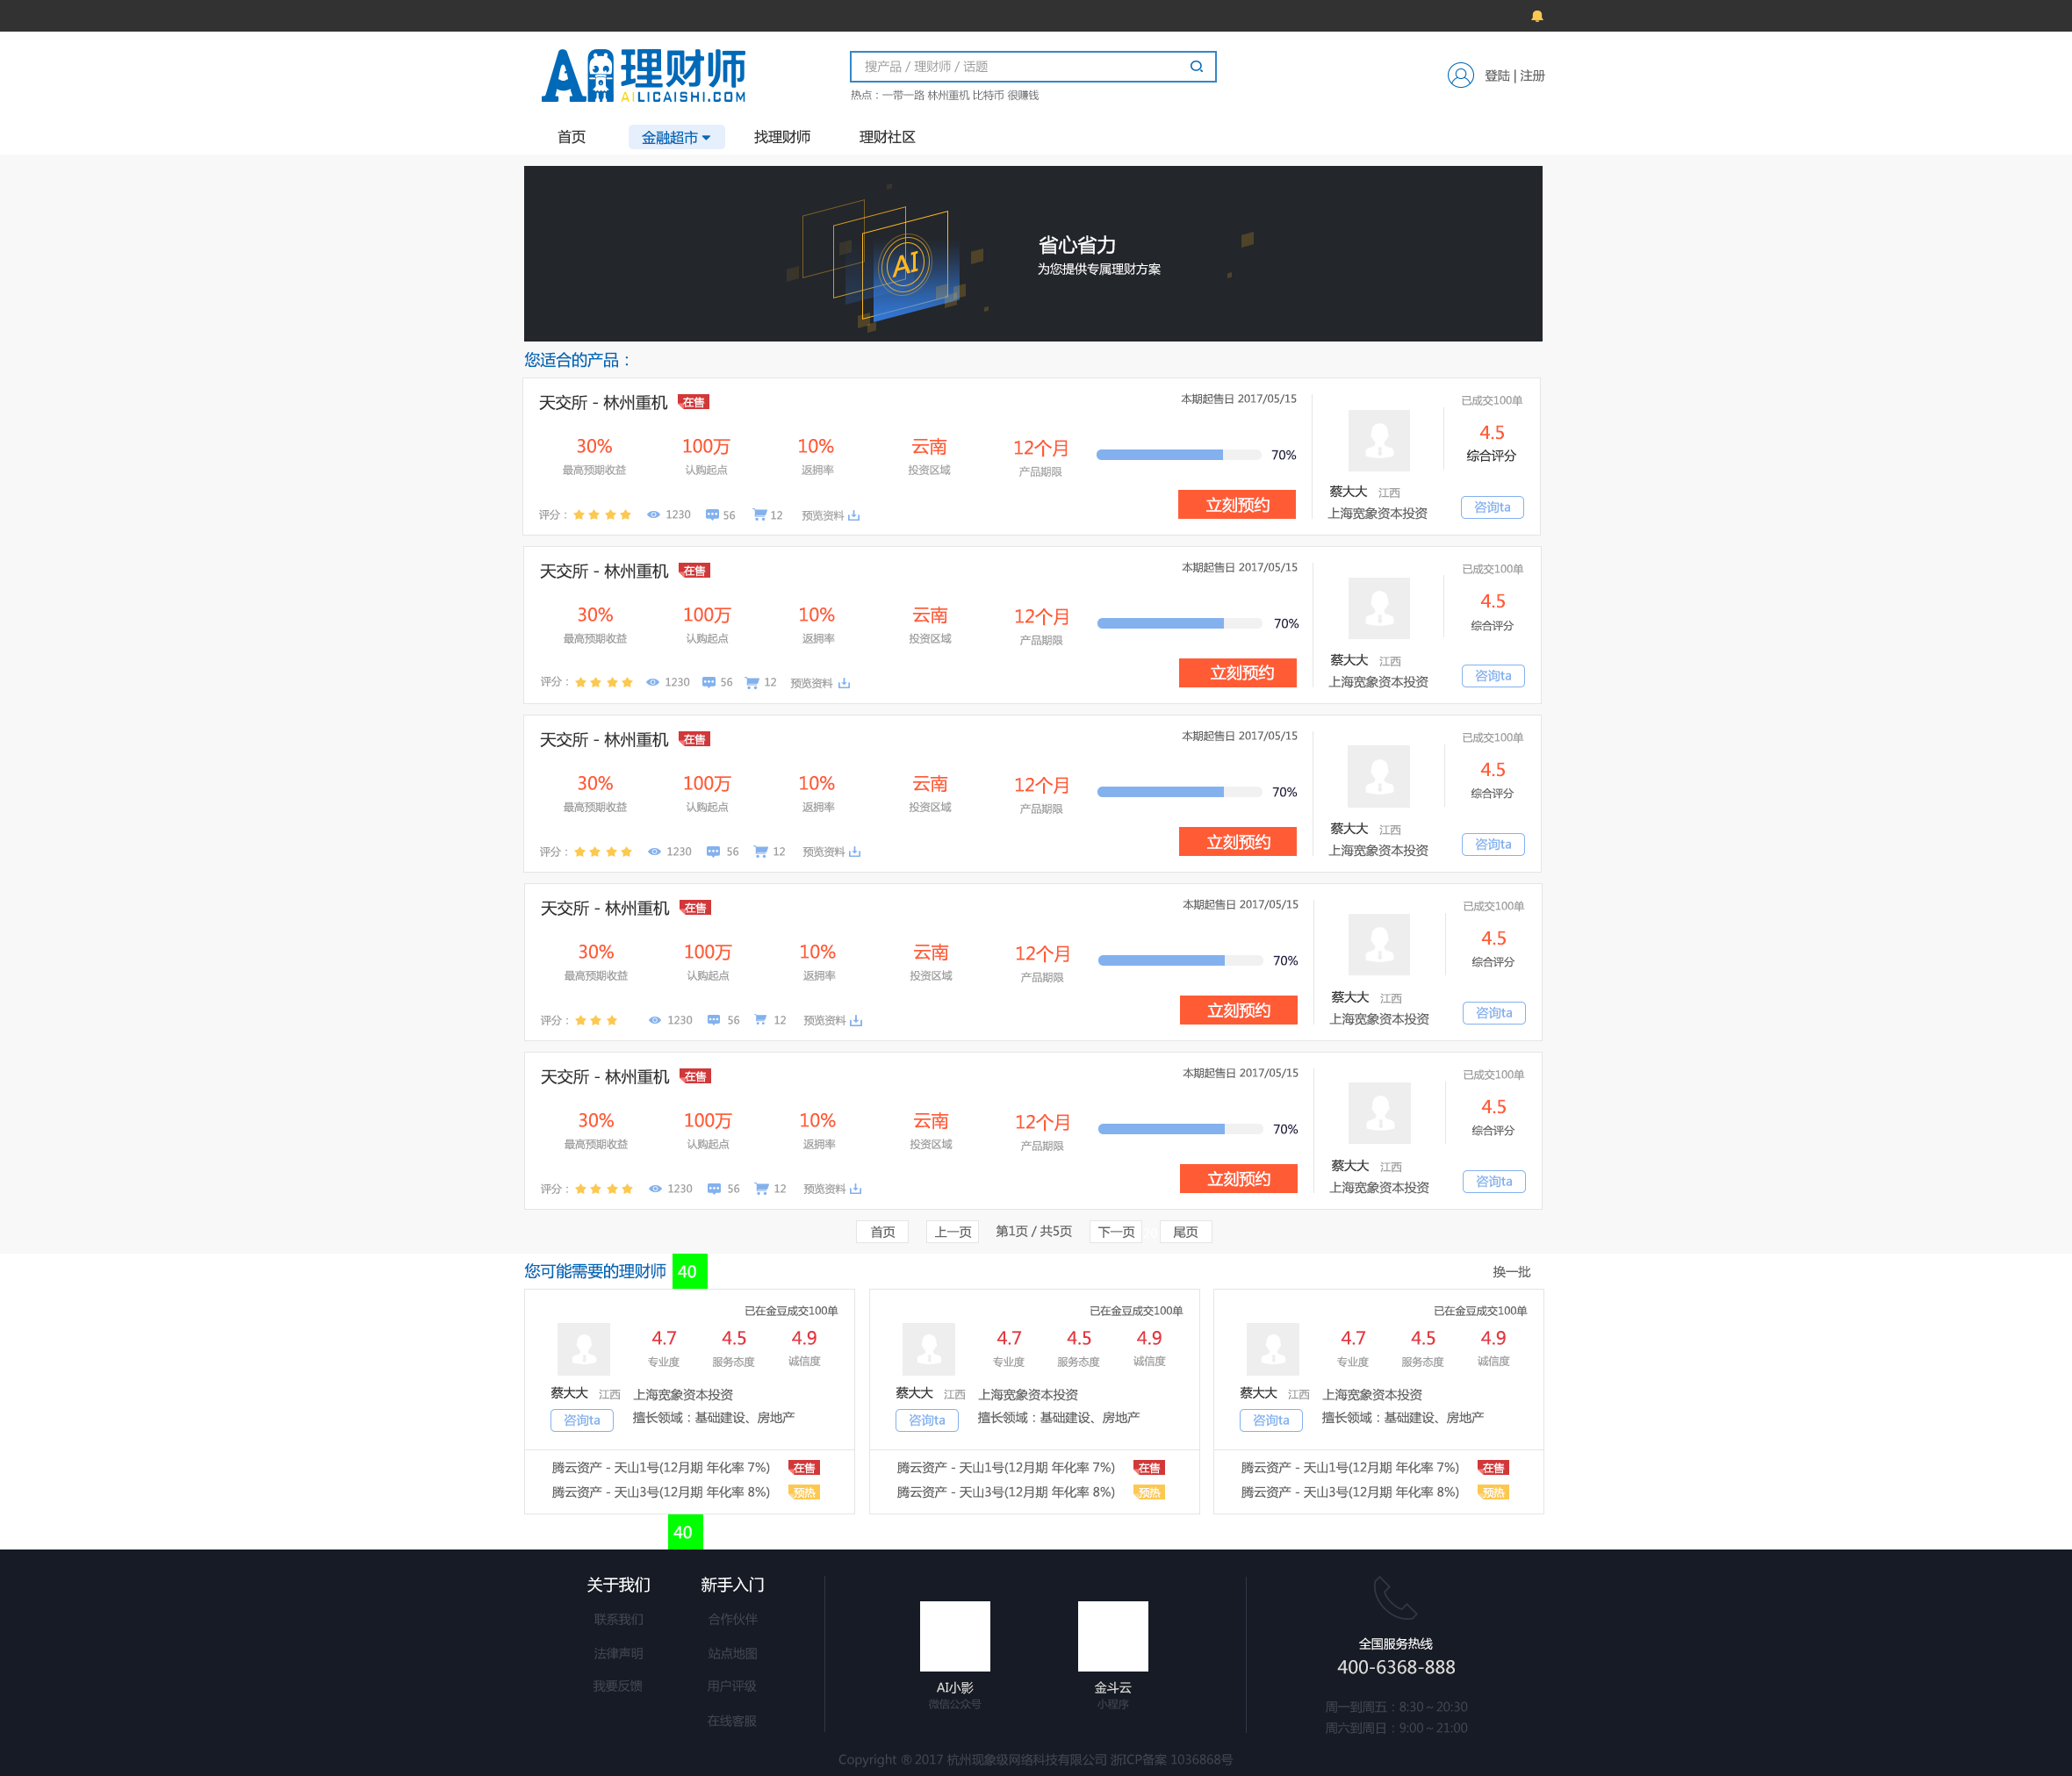 AI理财师
AILICAISHI.COM
搜产品 / 理财师 / 话题
热点：一带一路 林州重机 比特币 很赚钱
登陆 | 注册
首页 金融超市 找理财师 理财社区
AI
省心省力
为您提供专属理财方案
您适合的产品：
天交所 - 林州重机 在售 本期起售日 2017/05/15 已成交100单
30% 100万 10% 云南 12个月 70% 4.5
最高预期收益 认购起点 返拥率 投资区域 产品期限 综合评分
立刻预约 蔡大大 江西 咨询ta
评分： 1230 56 12 预览资料 上海宽象资本投资
天交所 - 林州重机 在售 本期起售日 2017/05/15 已成交100单
30% 100万 10% 云南 12个月 70% 4.5
最高预期收益 认购起点 返拥率 投资区域 产品期限 综合评分
立刻预约 蔡大大 江西 咨询ta
评分： 1230 56 12 预览资料 上海宽象资本投资
天交所 - 林州重机 在售 本期起售日 2017/05/15 已成交100单
30% 100万 10% 云南 12个月 70% 4.5
最高预期收益 认购起点 返拥率 投资区域 产品期限 综合评分
立刻预约 蔡大大 江西 咨询ta
评分： 1230 56 12 预览资料 上海宽象资本投资
天交所 - 林州重机 在售 本期起售日 2017/05/15 已成交100单
30% 100万 10% 云南 12个月 70% 4.5
最高预期收益 认购起点 返拥率 投资区域 产品期限 综合评分
立刻预约 蔡大大 江西 咨询ta
评分： 1230 56 12 预览资料 上海宽象资本投资
天交所 - 林州重机 在售 本期起售日 2017/05/15 已成交100单
30% 100万 10% 云南 12个月 70% 4.5
最高预期收益 认购起点 返拥率 投资区域 产品期限 综合评分
立刻预约 蔡大大 江西 咨询ta
评分： 1230 56 12 预览资料 上海宽象资本投资
首页 上一页 第1页 / 共5页 下一页 尾页
您可能需要的理财师 40 换一批
已在金豆成交100单 已在金豆成交100单 已在金豆成交100单
4.7 4.5 4.9 4.7 4.5 4.9 4.7 4.5 4.9
专业度 服务态度 诚信度 专业度 服务态度 诚信度 专业度 服务态度 诚信度
蔡大大 江西 上海宽象资本投资 蔡大大 江西 上海宽象资本投资 蔡大大 江西 上海宽象资本投资
咨询ta 擅长领域：基础建设、房地产 咨询ta 擅长领域：基础建设、房地产 咨询ta 擅长领域：基础建设、房地产
腾云资产 - 天山1号(12月期 年化率 7%) 在售 腾云资产 - 天山1号(12月期 年化率 7%) 在售 腾云资产 - 天山1号(12月期 年化率 7%) 在售
腾云资产 - 天山3号(12月期 年化率 8%) 预热 腾云资产 - 天山3号(12月期 年化率 8%) 预热 腾云资产 - 天山3号(12月期 年化率 8%) 预热
40
关于我们 新手入门
联系我们 合作伙伴
法律声明 站点地图
我要反馈 用户评级
在线客服
AI小影 金斗云
微信公众号 小程序
全国服务热线
400-6368-888
周一到周五：8:30～20:30
周六到周日：9:00～21:00
Copyright ® 2017 杭州现象级网络科技有限公司 浙ICP备案 1036868号